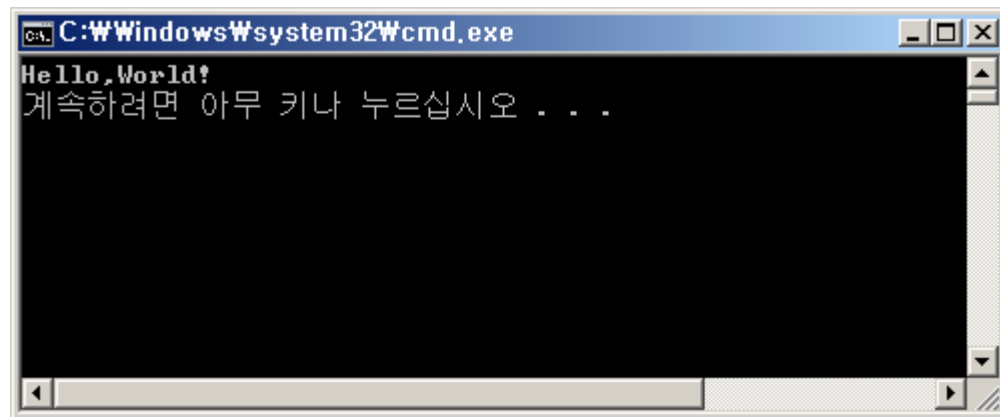 C:₩Windows₩system32₩cmd.exe
Hello,World!
계속하려면 아무 키나 누르십시오 . . .